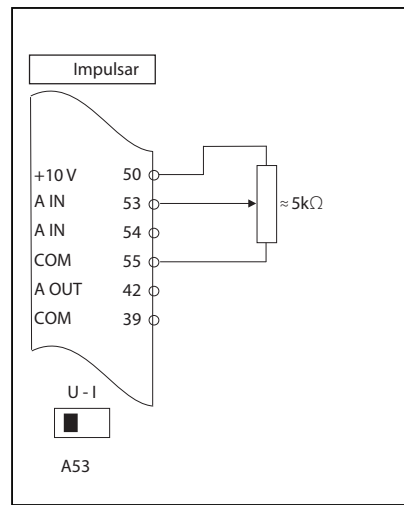 Impulsar
+10 V 50
A IN 53
A IN 54
COM 55
A OUT 42
COM 39
≈ 5kΩ
U - I
A53